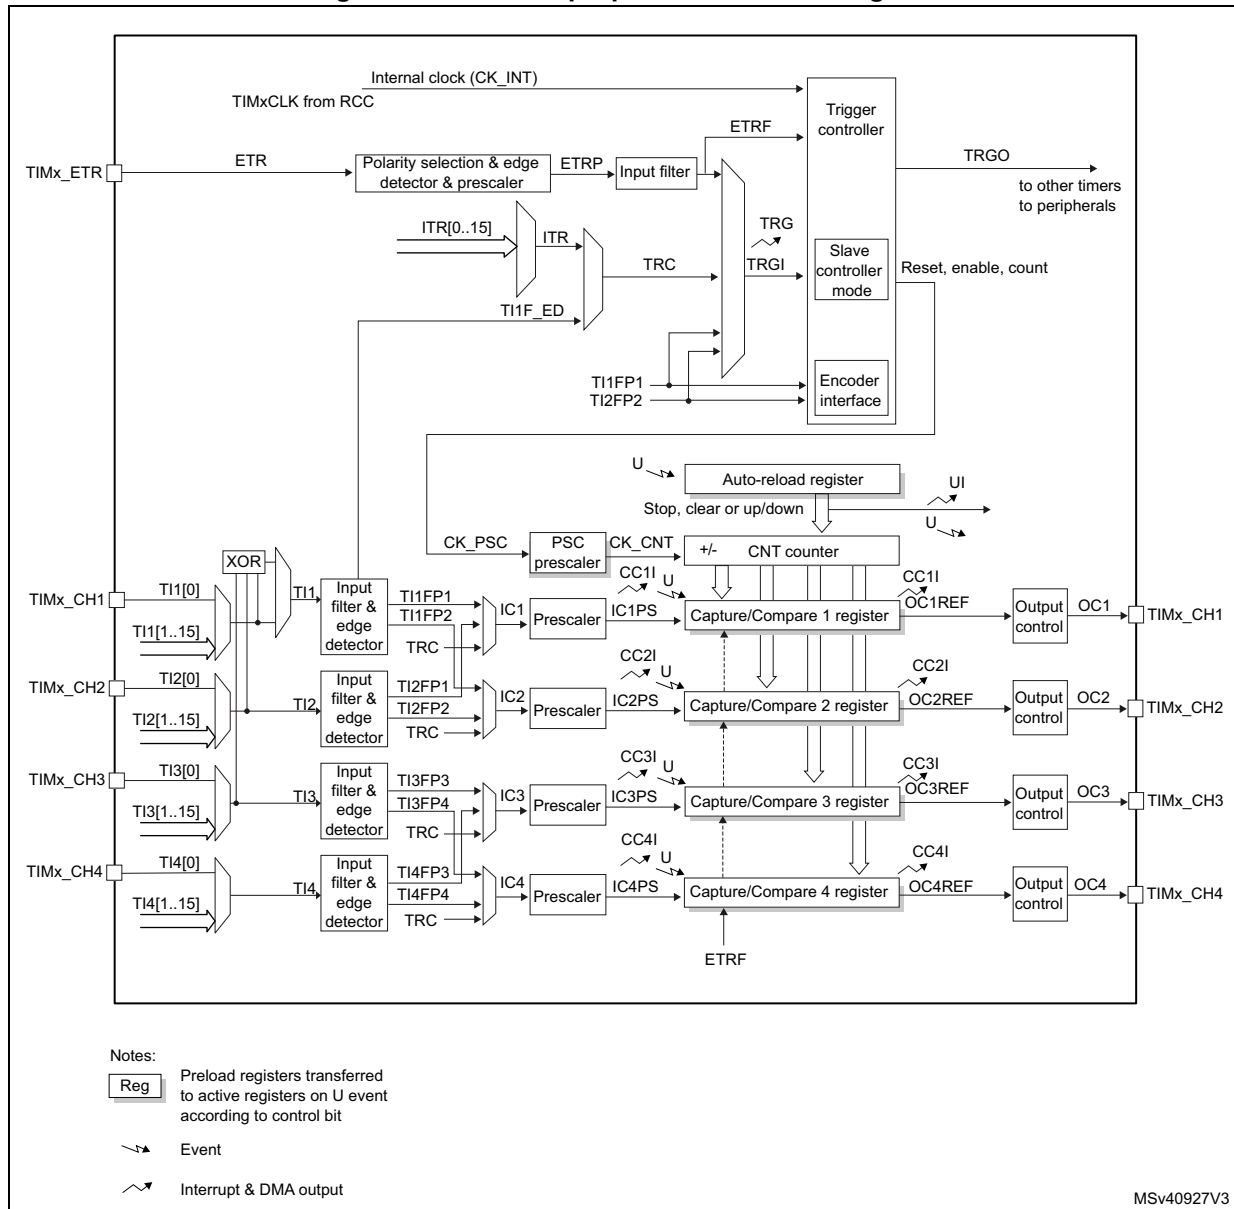 Internal clock (CK_INT)
TIMxCLK from RCC
Trigger
controller
ETRF
TIMx_ETR
ETR
Polarity selection & edge
detector & prescaler
ETRP
Input filter
TRGO
to other timers
to peripherals
ITR[0..15]
ITR
TRG
TRC
TRGI
Slave
controller
mode
Reset, enable, count
TI1F_ED
TI1FP1
TI2FP2
Encoder
interface
U
Auto-reload register
UI
Stop, clear or up/down
U
CK_PSC
PSC
prescaler
CK_CNT
+/-
CNT counter
XOR
TIMx_CH1
TI1[0]
TI1[1..15]
TI1
Input
filter &
edge
detector
TI1FP1
TI1FP2
TRC
IC1
Prescaler
IC1PS
CC1I
U
Capture/Compare 1 register
CC1I
OC1REF
Output
control
OC1
TIMx_CH1
TIMx_CH2
TI2[0]
TI2[1..15]
TI2
Input
filter &
edge
detector
TI2FP1
TI2FP2
TRC
IC2
Prescaler
IC2PS
CC2I
U
Capture/Compare 2 register
CC2I
OC2REF
Output
control
OC2
TIMx_CH2
TIMx_CH3
TI3[0]
TI3[1..15]
TI3
Input
filter &
edge
detector
TI3FP3
TI3FP4
TRC
IC3
Prescaler
IC3PS
CC3I
U
Capture/Compare 3 register
CC3I
OC3REF
Output
control
OC3
TIMx_CH3
TIMx_CH4
TI4[0]
TI4[1..15]
TI4
Input
filter &
edge
detector
TI4FP3
TI4FP4
TRC
IC4
Prescaler
IC4PS
CC4I
U
Capture/Compare 4 register
CC4I
OC4REF
Output
control
OC4
TIMx_CH4
ETRF
Notes:
Reg
Preload registers transferred
to active registers on U event
according to control bit
Event
Interrupt & DMA output
MSv40927V3